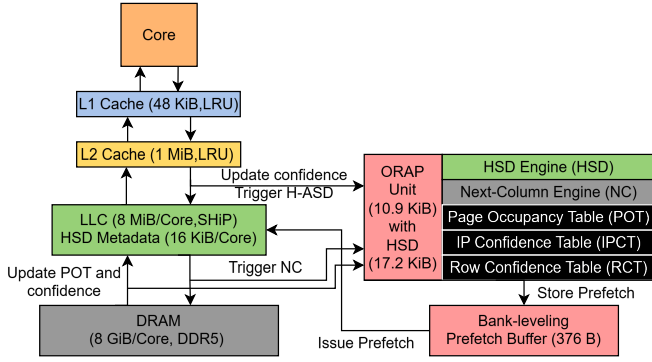 Core
L1 Cache (48 KiB,LRU)
L2 Cache (1 MiB,LRU)
Update confidence
Trigger H-ASD
LLC (8 MiB/Core,SHiP)
HSD Metadata (16 KiB/Core)
Update POT and
confidence
Trigger NC
DRAM
(8 GiB/Core, DDR5)
ORAP
Unit
(10.9 KiB)
with
HSD
(17.2 KiB)
HSD Engine (HSD)
Next-Column Engine (NC)
Page Occupancy Table (POT)
IP Confidence Table (IPCT)
Row Confidence Table (RCT)
Store Prefetch
Issue Prefetch
Bank-leveling
Prefetch Buffer (376 B)